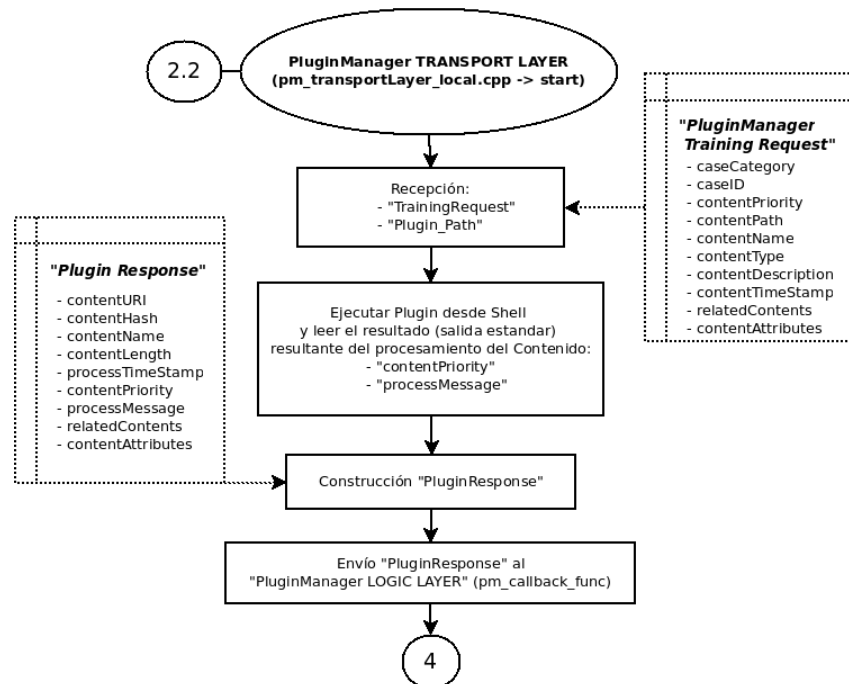 2.2
PluginManager TRANSPORT LAYER
(pm_transportLayer_local.cpp -> start)
"PluginManager
Training Request"
- caseCategory
- caseID
- contentPriority
- contentPath
- contentName
- contentType
- contentDescription
- contentTimeStamp
- relatedContents
- contentAttributes
Recepción:
- "TrainingRequest"
- "Plugin_Path"
"Plugin Response"
- contentURI
- contentHash
- contentName
- contentLength
- processTimeStamp
- contentPriority
- processMessage
- relatedContents
- contentAttributes
Ejecutar Plugin desde Shell
y leer el resultado (salida estandar)
resultante del procesamiento del Contenido:
- "contentPriority"
- "processMessage"
Construcción "PluginResponse"
Envío "PluginResponse" al
"PluginManager LOGIC LAYER" (pm_callback_func)
4